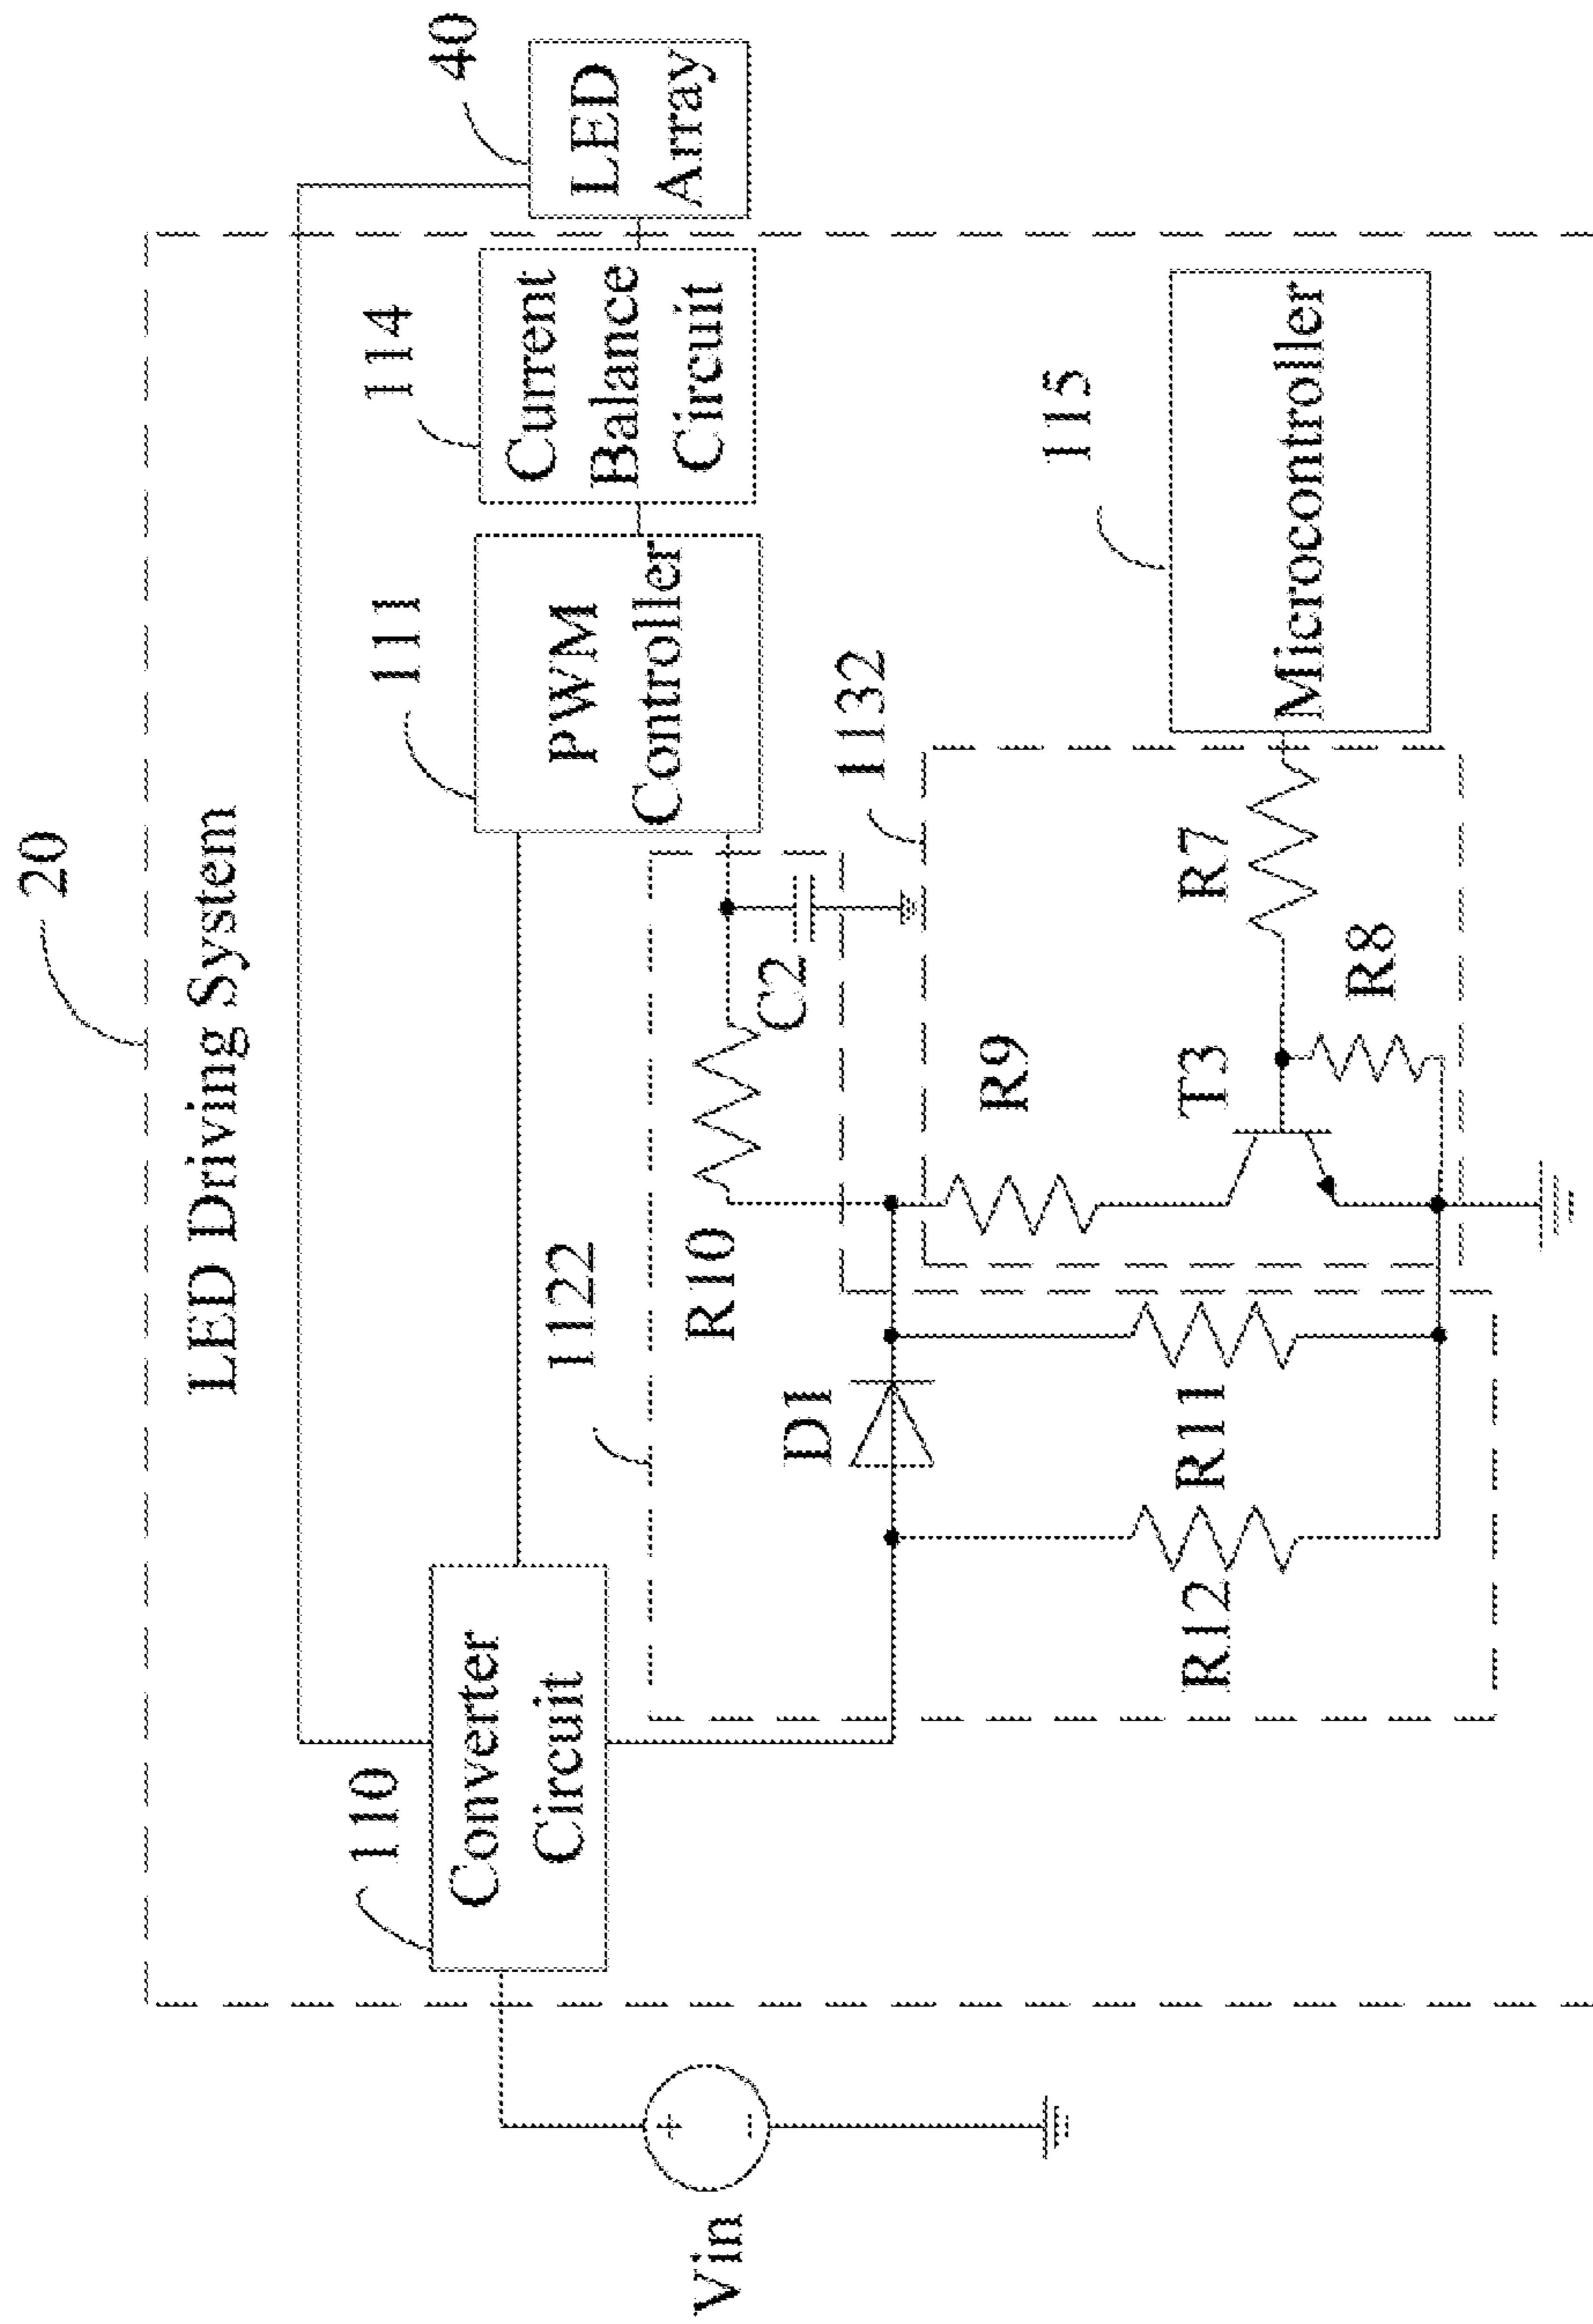 20
LED Driving System
110
Converter
Circuit
111
PWM
Controller
114
Current
Balance
Circuit
40
LED
Array
Vin
+
-
1122
R10
C2
D1
R12
R11
1132
R9
T3
R7
R8
115
Microcontroller